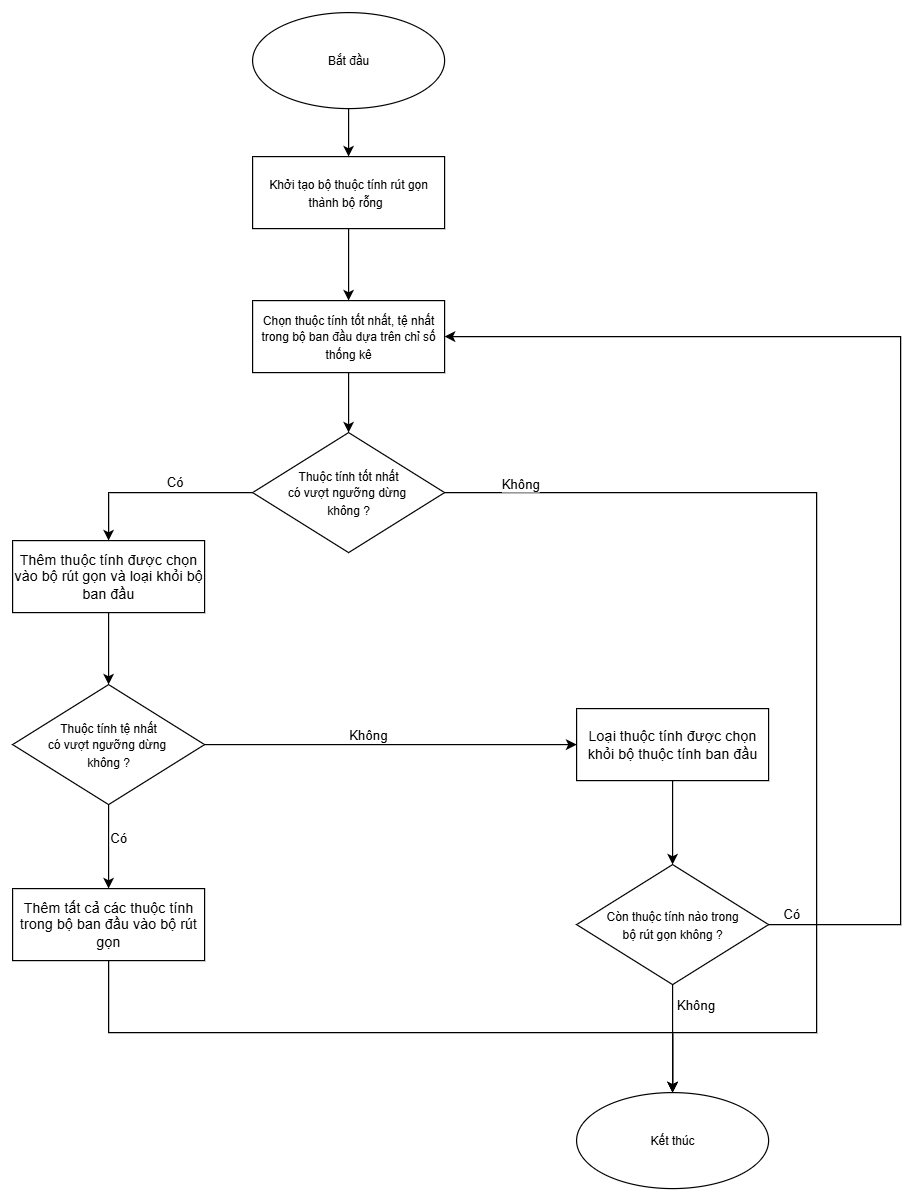 Bắt đầu
Khởi tạo bộ thuộc tính rút gọn
thành bộ rỗng
Chọn thuộc tính tốt nhất, tệ nhất
trong bộ ban đầu dựa trên chỉ số
thống kê
Thuộc tính tốt nhất
có vượt ngưỡng dừng
không ?
Có
Không
Thêm thuộc tính được chọn
vào bộ rút gọn và loại khỏi bộ
ban đầu
Thuộc tính tệ nhất
có vượt ngưỡng dừng
không ?
Không
Loại thuộc tính được chọn
khỏi bộ thuộc tính ban đầu
Có
Thêm tất cả các thuộc tính
trong bộ ban đầu vào bộ rút
gọn
Còn thuộc tính nào trong
bộ rút gọn không ?
Có
Không
Kết thúc